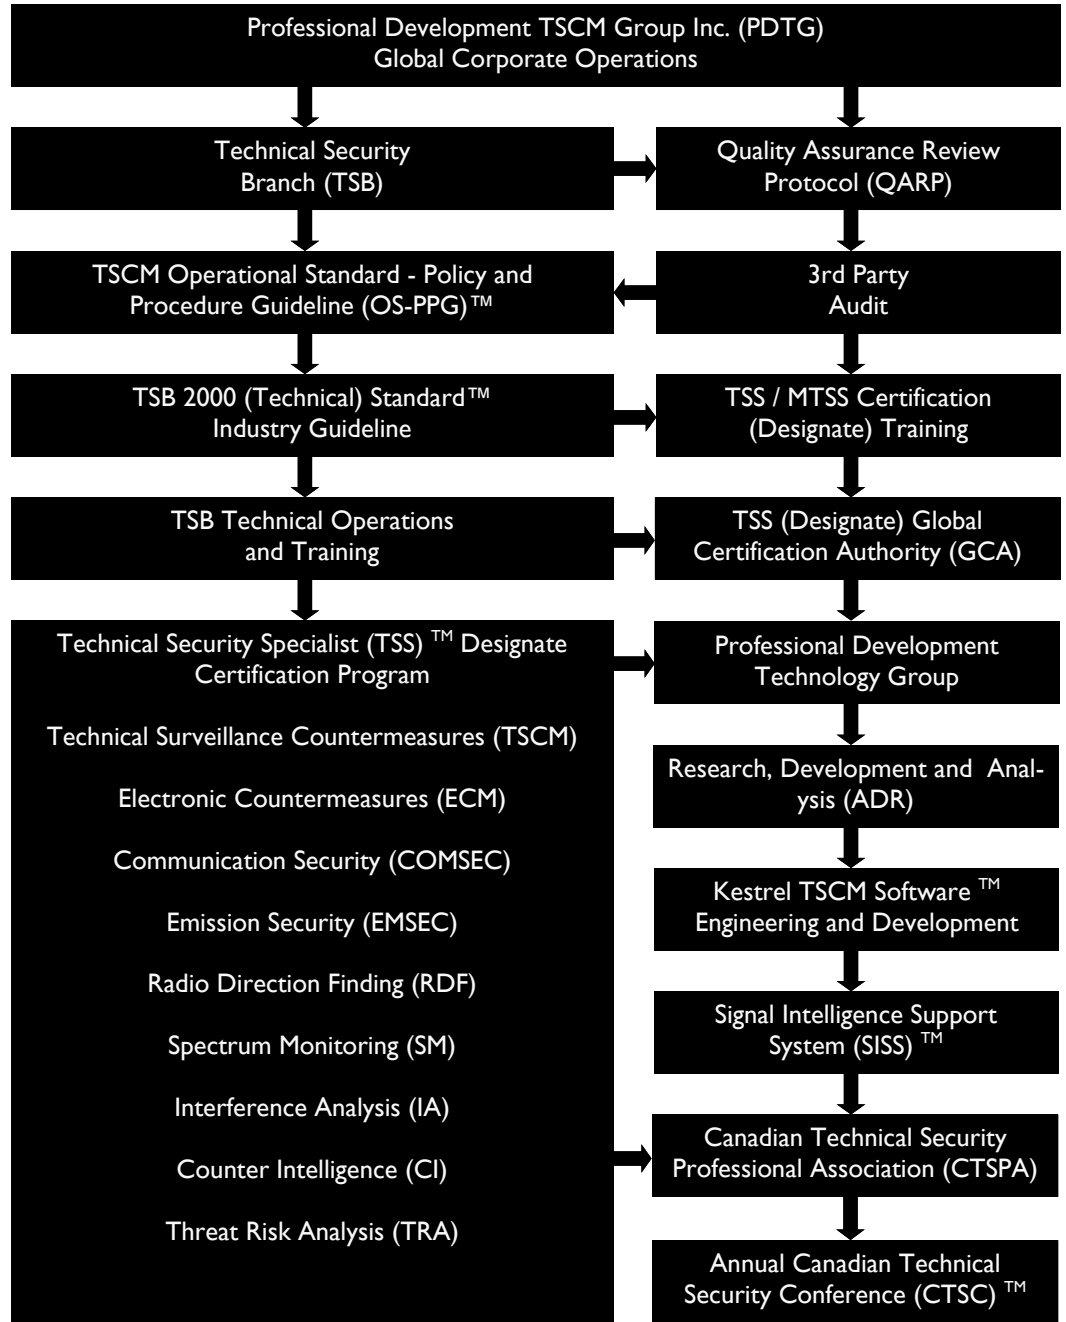 Professional Development TSCM Group Inc. (PDTG)
Global Corporate Operations
Technical Security
Branch (TSB)
Quality Assurance Review
Protocol (QARP)
TSCM Operational Standard - Policy and
Procedure Guideline (OS-PPG)™
3rd Party
Audit
TSB 2000 (Technical) Standard™
Industry Guideline
TSS / MTSS Certification
(Designate) Training
TSB Technical Operations
and Training
TSS (Designate) Global
Certification Authority (GCA)
Technical Security Specialist (TSS) ™ Designate
Certification Program
Technical Surveillance Countermeasures (TSCM)
Electronic Countermeasures (ECM)
Communication Security (COMSEC)
Emission Security (EMSEC)
Radio Direction Finding (RDF)
Spectrum Monitoring (SM)
Interference Analysis (IA)
Counter Intelligence (CI)
Threat Risk Analysis (TRA)
Professional Development
Technology Group
Research, Development and Anal-
ysis (ADR)
Kestrel TSCM Software ™
Engineering and Development
Signal Intelligence Support
System (SISS) ™
Canadian Technical Security
Professional Association (CTSPA)
Annual Canadian Technical
Security Conference (CTSC) ™